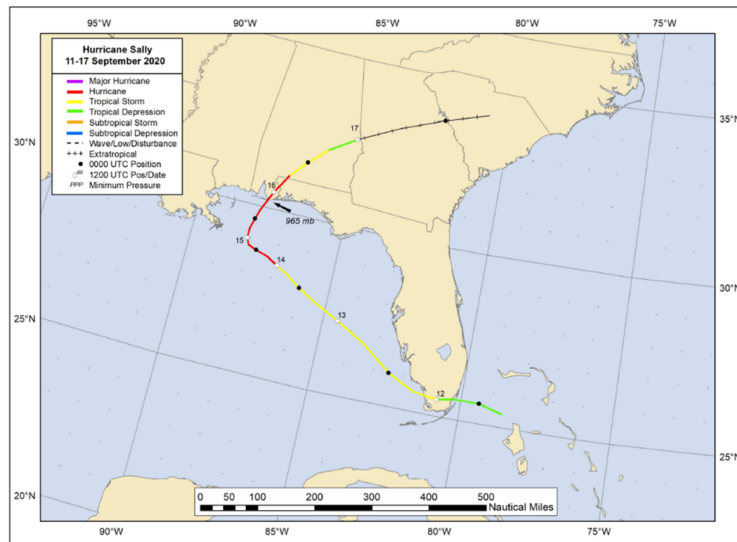 95°W
90°W
85°W
80°W
75°W
Hurricane Sally
11-17 September 2020
Major Hurricane
Hurricane
Tropical Storm
Tropical Depression
Subtropical Storm
Subtropical Depression
Wave/Low/Disturbance
Extratropical
0000 UTC Position
1200 UTC Pos/Date
PPP Minimum Pressure
35°N
30°N
17
16
965 mb
15
14
30°N
25°N
13
12
25°N
20°N
0 50 100 200 300 400 500
Nautical Miles
90°W
85°W
80°W
75°W